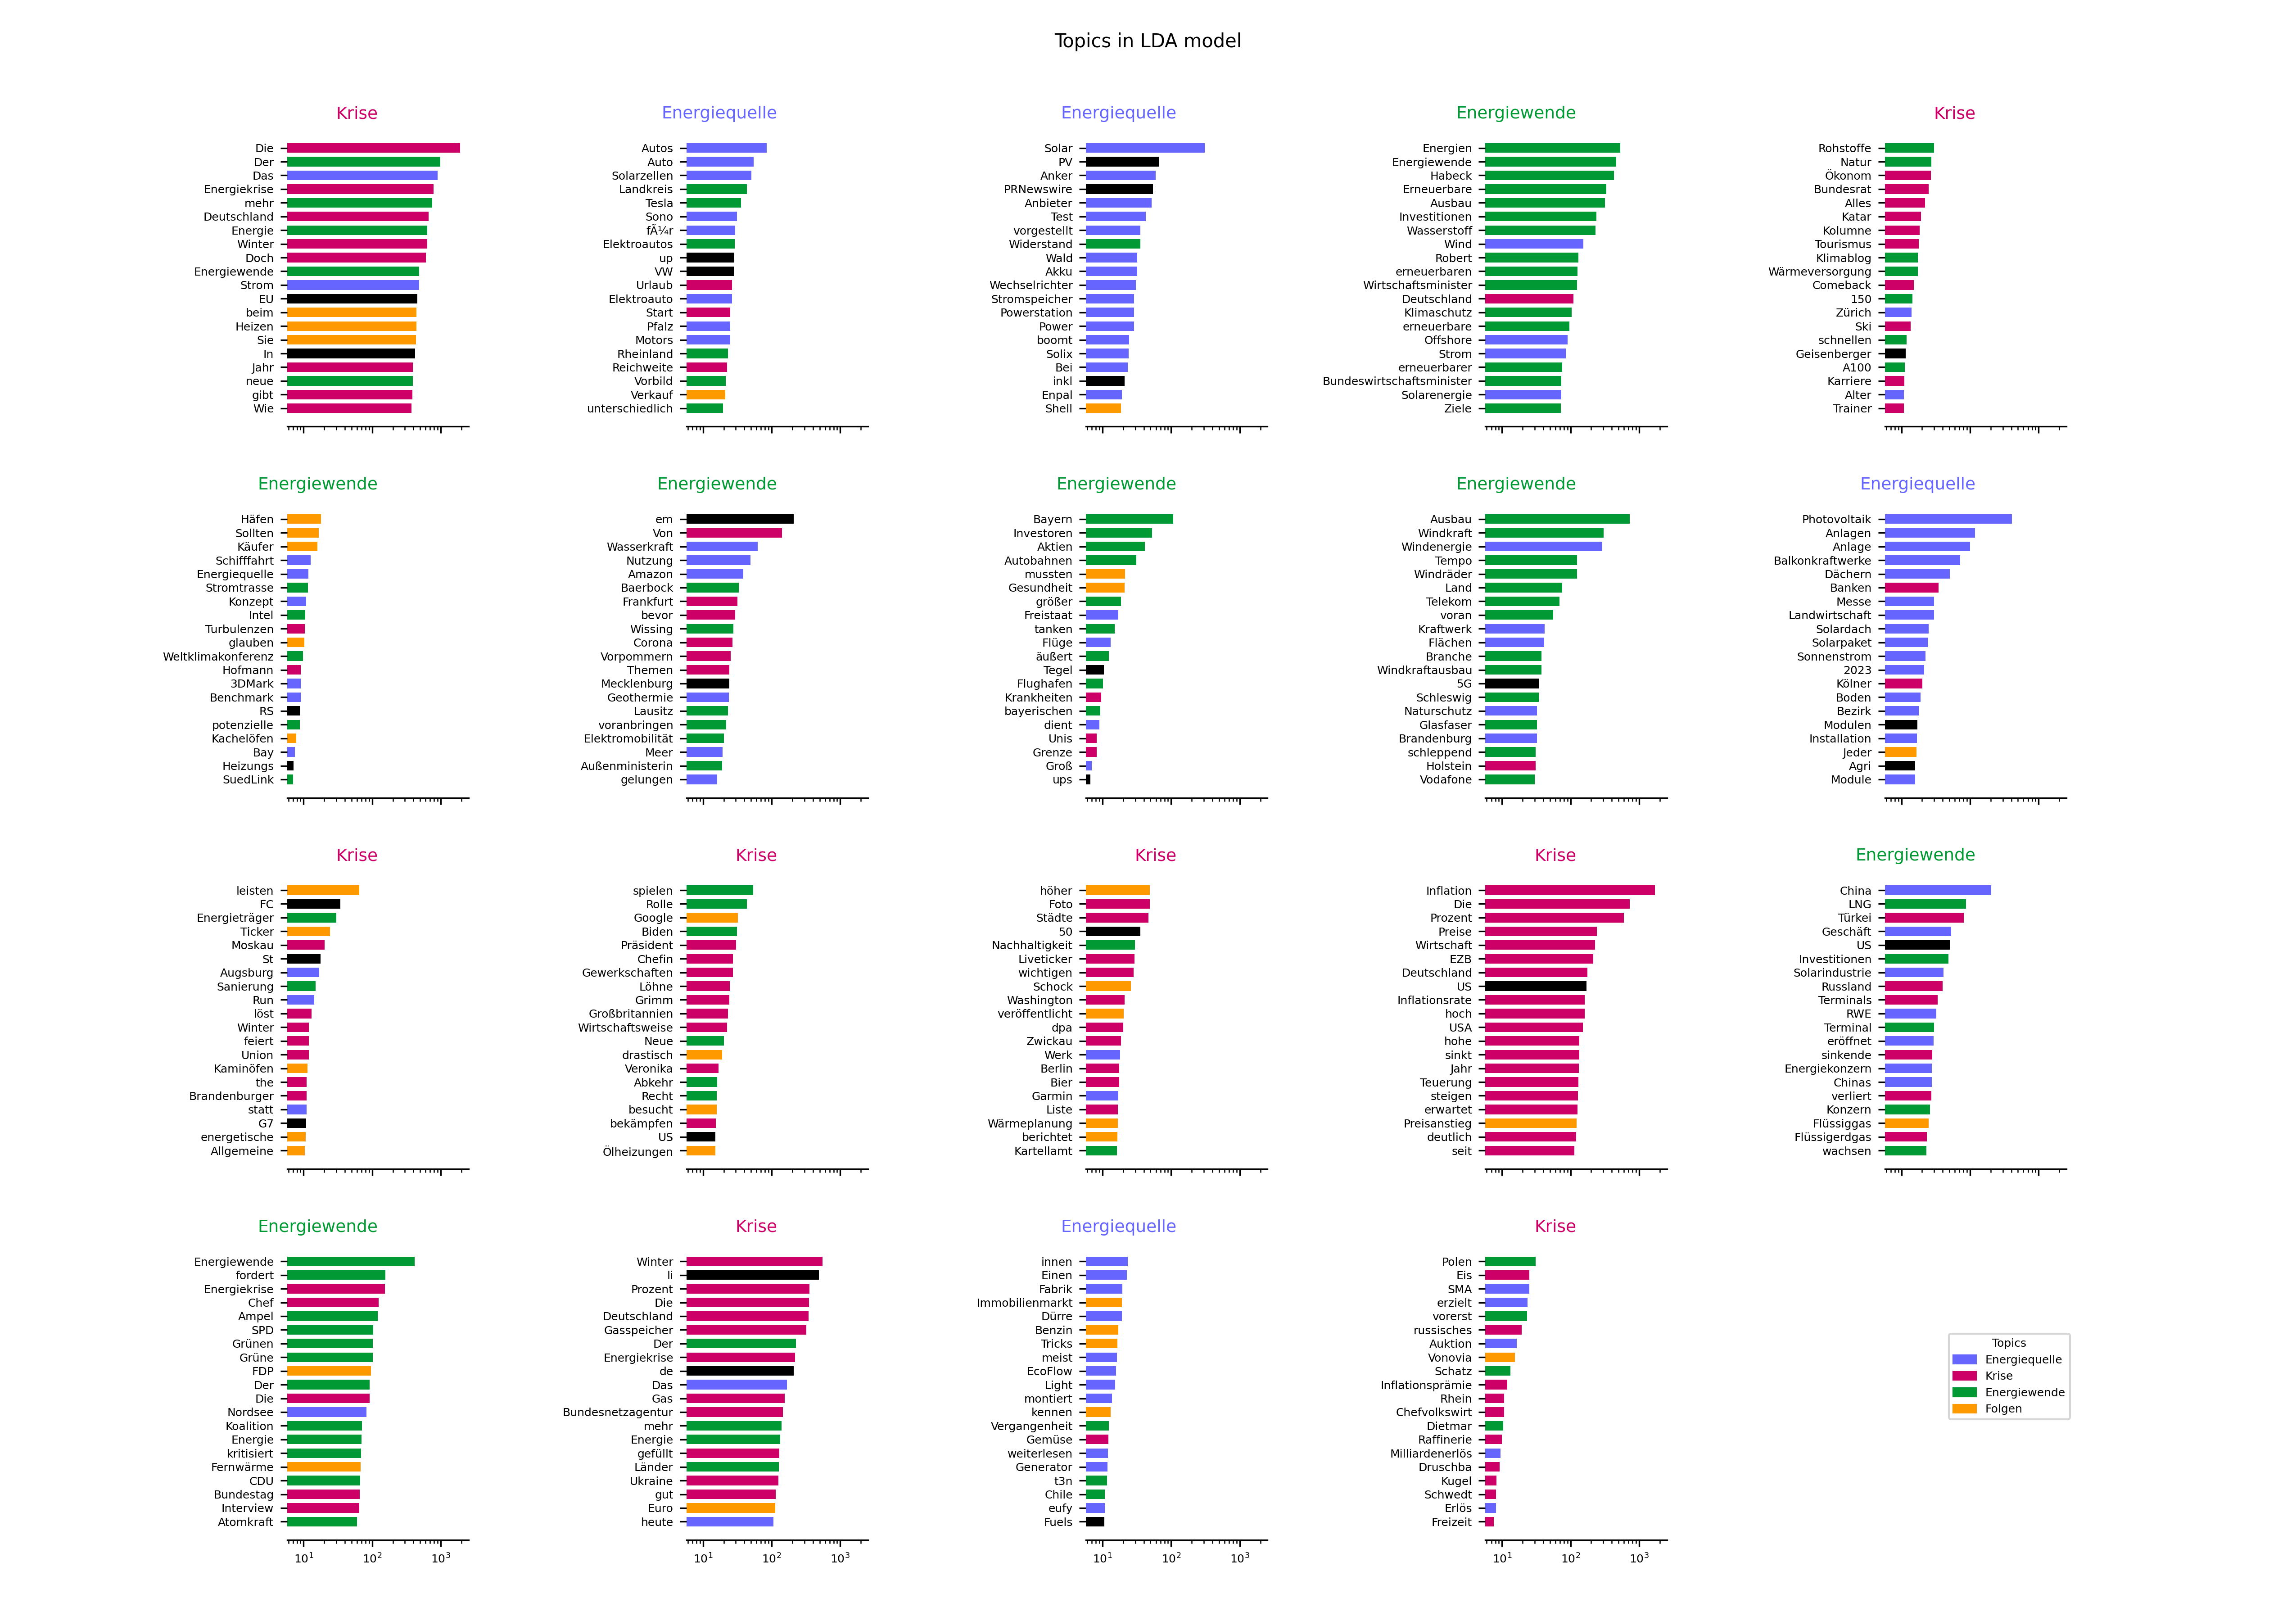 Topics in LDA model
Krise
Die
Der
Das
Energiekrise
mehr
Deutschland
Energie
Winter
Doch
Energiewende
Strom
EU
beim
Heizen
Sie
In
Jahr
neue
gibt
Wie
Energiequelle
Autos
Auto
Solarzellen
Landkreis
Tesla
Sono
fÃ¼r
Elektroautos
up
VW
Urlaub
Elektroauto
Start
Pfalz
Motors
Rheinland
Reichweite
Vorbild
Verkauf
unterschiedlich
Energiequelle
Solar
PV
Anker
PRNewswire
Anbieter
Test
vorgestellt
Widerstand
Wald
Akku
Wechselrichter
Stromspeicher
Powerstation
Power
boomt
Solix
Bei
inkl
Enpal
Shell
Energiewende
Energien
Energiewende
Habeck
Erneuerbare
Ausbau
Investitionen
Wasserstoff
Wind
Robert
erneuerbaren
Wirtschaftsminister
Deutschland
Klimaschutz
erneuerbare
Offshore
Strom
erneuerbarer
Bundeswirtschaftsminister
Solarenergie
Ziele
Krise
Rohstoffe
Natur
Ökonom
Bundesrat
Alles
Katar
Kolumne
Tourismus
Klimablog
Wärmeversorgung
Comeback
150
Zürich
Ski
schnellen
Geisenberger
A100
Karriere
Alter
Trainer
Energiewende
Häfen
Sollten
Käufer
Schifffahrt
Energiequelle
Stromtrasse
Konzept
Intel
Turbulenzen
glauben
Weltklimakonferenz
Hofmann
3DMark
Benchmark
RS
potenzielle
Kachelöfen
Bay
Heizungs
SuedLink
Energiewende
em
Von
Wasserkraft
Nutzung
Amazon
Baerbock
Frankfurt
bevor
Wissing
Corona
Vorpommern
Themen
Mecklenburg
Geothermie
Lausitz
voranbringen
Elektromobilität
Meer
Außenministerin
gelungen
Energiewende
Bayern
Investoren
Aktien
Autobahnen
mussten
Gesundheit
größer
Freistaat
tanken
Flüge
äußert
Tegel
Flughafen
Krankheiten
bayerischen
dient
Unis
Grenze
Groß
ups
Energiewende
Ausbau
Windkraft
Windenergie
Tempo
Windräder
Land
Telekom
voran
Kraftwerk
Flächen
Branche
Windkraftausbau
5G
Schleswig
Naturschutz
Glasfaser
Brandenburg
schleppend
Holstein
Vodafone
Energiequelle
Photovoltaik
Anlagen
Anlage
Balkonkraftwerke
Dächern
Banken
Messe
Landwirtschaft
Solardach
Solarpaket
Sonnenstrom
2023
Kölner
Boden
Bezirk
Modulen
Installation
Jeder
Agri
Module
Krise
leisten
FC
Energieträger
Ticker
Moskau
St
Augsburg
Sanierung
Run
löst
Winter
feiert
Union
Kaminöfen
the
Brandenburger
statt
G7
energetische
Allgemeine
Krise
spielen
Rolle
Google
Biden
Präsident
Chefin
Gewerkschaften
Löhne
Grimm
Großbritannien
Wirtschaftsweise
Neue
drastisch
Veronika
Abkehr
Recht
besucht
bekämpfen
US
Ölheizungen
Krise
höher
Foto
Städte
50
Nachhaltigkeit
Liveticker
wichtigen
Schock
Washington
veröffentlicht
dpa
Zwickau
Werk
Berlin
Bier
Garmin
Liste
Wärmeplanung
berichtet
Kartellamt
Krise
Inflation
Die
Prozent
Preise
Wirtschaft
EZB
Deutschland
US
Inflationsrate
hoch
USA
hohe
sinkt
Jahr
Teuerung
steigen
erwartet
Preisanstieg
deutlich
seit
Energiewende
China
LNG
Türkei
Geschäft
US
Investitionen
Solarindustrie
Russland
Terminals
RWE
Terminal
eröffnet
sinkende
Energiekonzern
Chinas
verliert
Konzern
Flüssiggas
Flüssigerdgas
wachsen
Energiewende
Energiewende
fordert
Energiekrise
Chef
Ampel
SPD
Grünen
Grüne
FDP
Der
Die
Nordsee
Koalition
Energie
kritisiert
Fernwärme
CDU
Bundestag
Interview
Atomkraft
10¹ 10² 10³
Krise
Winter
li
Prozent
Die
Deutschland
Gasspeicher
Der
Energiekrise
de
Das
Gas
Bundesnetzagentur
mehr
Energie
gefüllt
Länder
Ukraine
gut
Euro
heute
10¹ 10² 10³
Energiequelle
innen
Einen
Fabrik
Immobilienmarkt
Dürre
Benzin
Tricks
meist
EcoFlow
Light
montiert
kennen
Vergangenheit
Gemüse
weiterlesen
Generator
t3n
Chile
eufy
Fuels
10¹ 10² 10³
Krise
Polen
Eis
SMA
erzielt
vorerst
russisches
Auktion
Vonovia
Schatz
Inflationsprämie
Rhein
Chefvolkswirt
Dietmar
Raffinerie
Milliardenerlös
Druschba
Kugel
Schwedt
Erlös
Freizeit
10¹ 10² 10³
Topics
Energiequelle
Krise
Energiewende
Folgen